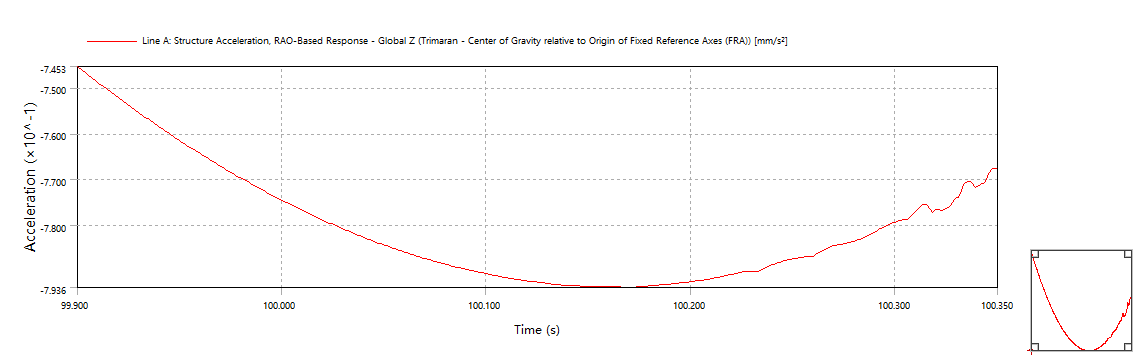 Line A: Structure Acceleration, RAO-Based Response - Global Z (Trimaran - Center of Gravity relative to Origin of Fixed Reference Axes (FRA)) [mm/s²]
Acceleration (×10^-1)
-7.453
-7.500
-7.600
-7.700
-7.800
-7.936
99.900 100.000 100.100 100.200 100.300 100.350
Time (s)